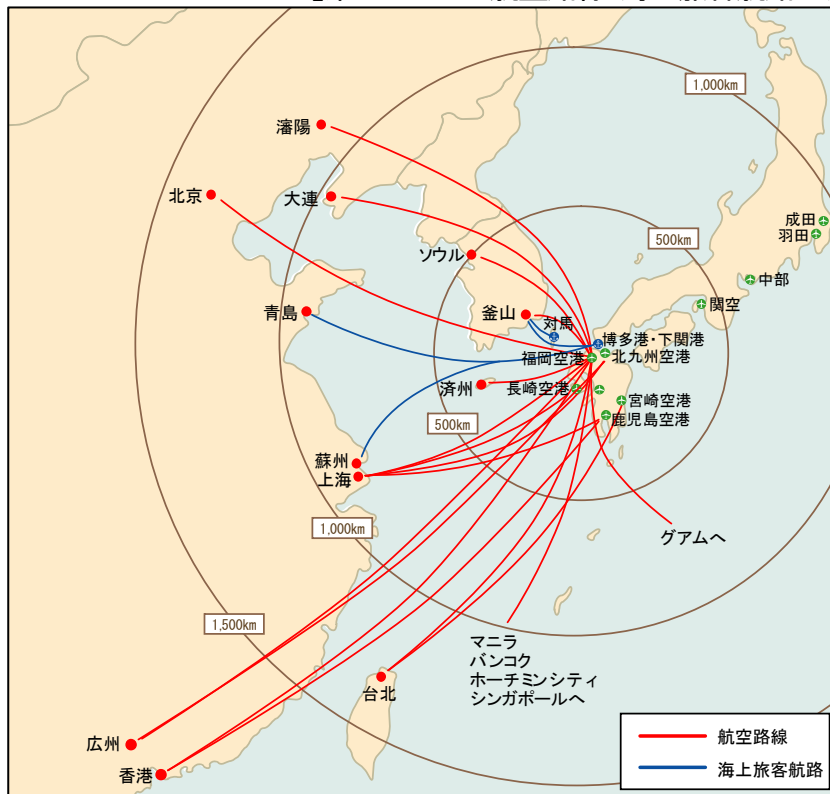 1,000km
瀋陽
北京
大連
成田
羽田
500km
ソウル
中部
関空
青島
釜山
対馬
博多港・下関港
福岡空港
北九州空港
済州
長崎空港
宮崎空港
500km
鹿児島空港
蘇州
上海
1,000km
グアムへ
1,500km
マニラ
バンコク
ホーチミンシティ
シンガポールへ
台北
広州
航空路線
香港
海上旅客航路